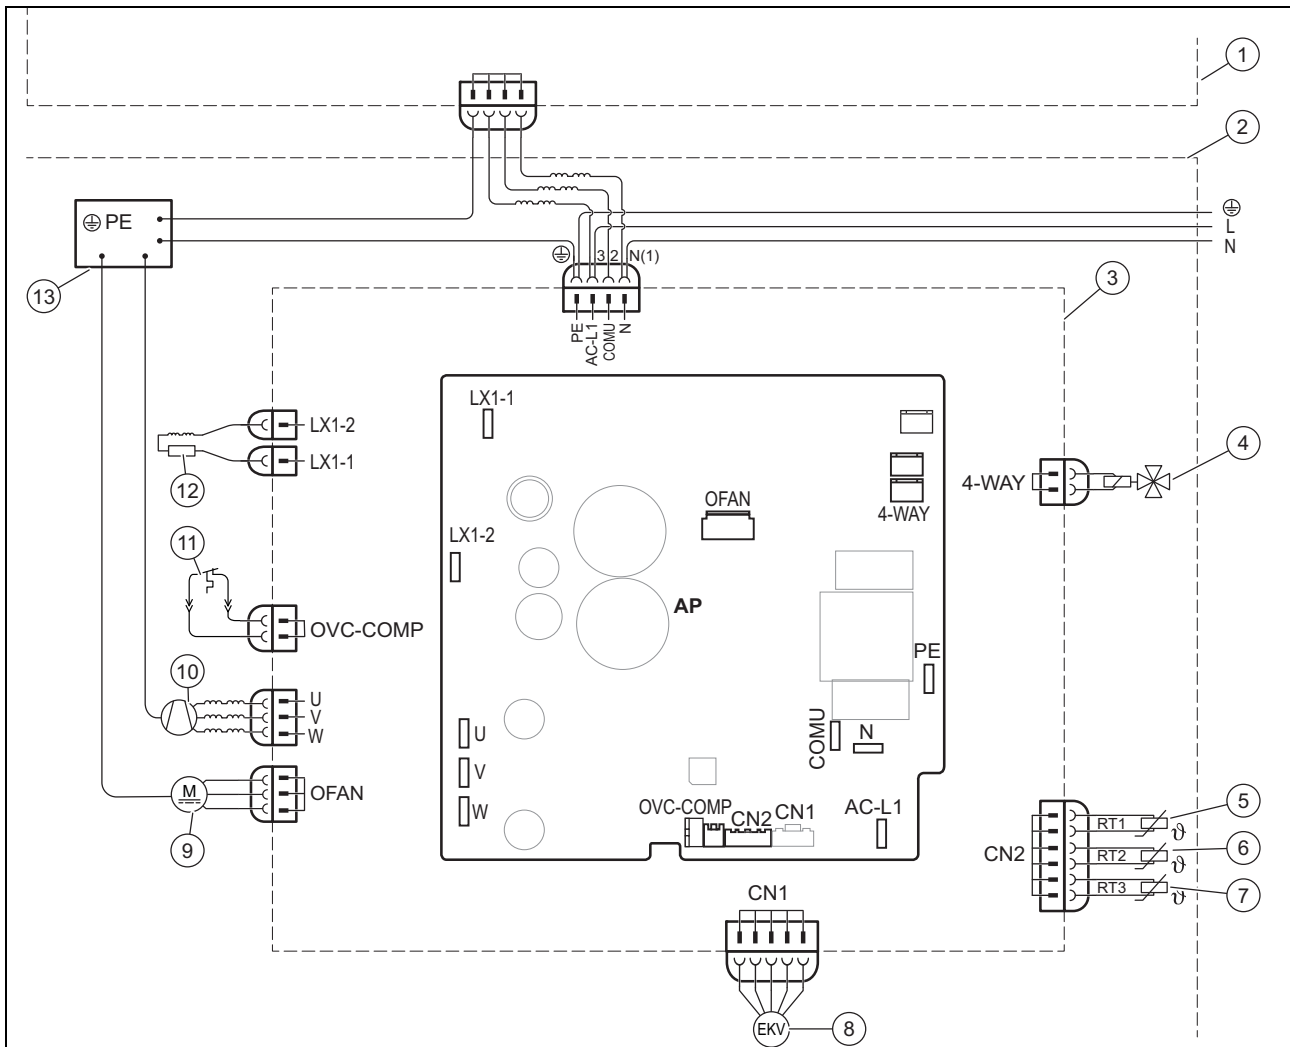 1
2
⏚ PE
⏚
L
N
⏚ 3 2 N(1)
13
3
PE
AC-L1
COMU
N
LX1-1
LX1-2
LX1-1
12
4-WAY
4
OFAN
4-WAY
LX1-2
11
AP
OVC-COMP
PE
10
U
V
W
COMU
N
U
V
W
M
OFAN
9
OVC-COMP
CN2
CN1
AC-L1
CN2
RT1
ϑ
5
RT2
ϑ
6
RT3
ϑ
7
CN1
EKV
8